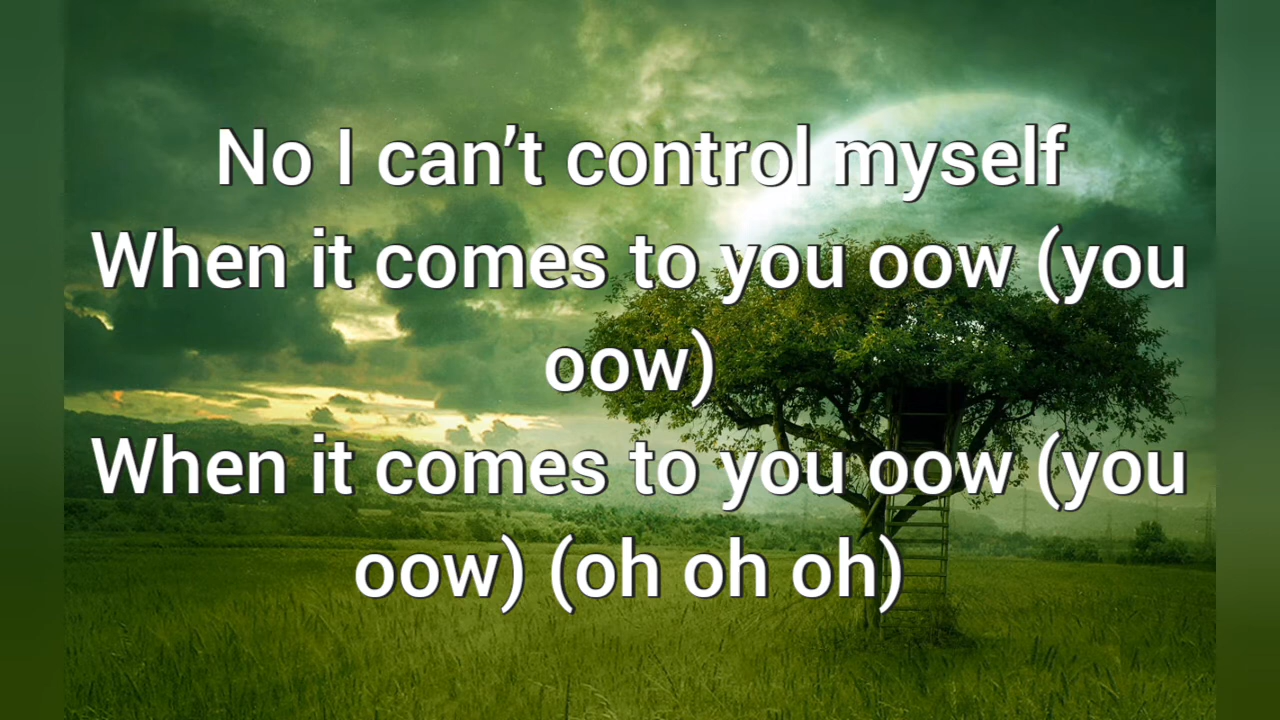 No I can’t control myself
When it comes to you oow (you
oow)
When it comes to you oow (you
oow) (oh oh oh)